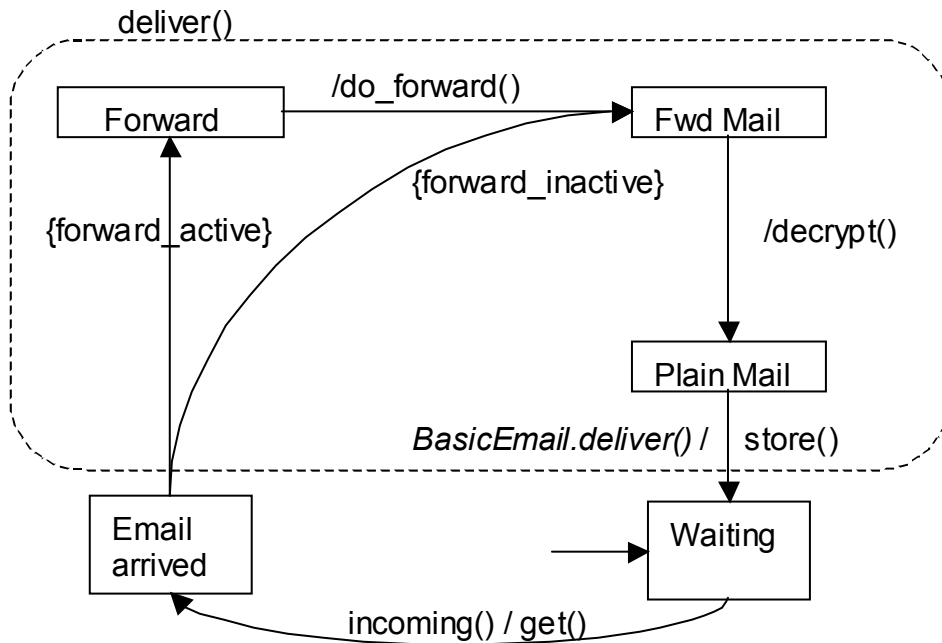 deliver()
/do_forward()
Forward
Fwd Mail
{forward_inactive}
{forward_active}
/decrypt()
Plain Mail
BasicEmail.deliver() / store()
Email
arrived
Waiting
incoming() / get()